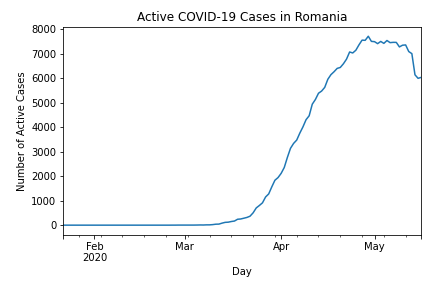 Active COVID-19 Cases in Romania
8000
7000
6000
5000
4000
3000
2000
1000
0
Number of Active Cases
Feb
2020
Mar
Apr
May
Day